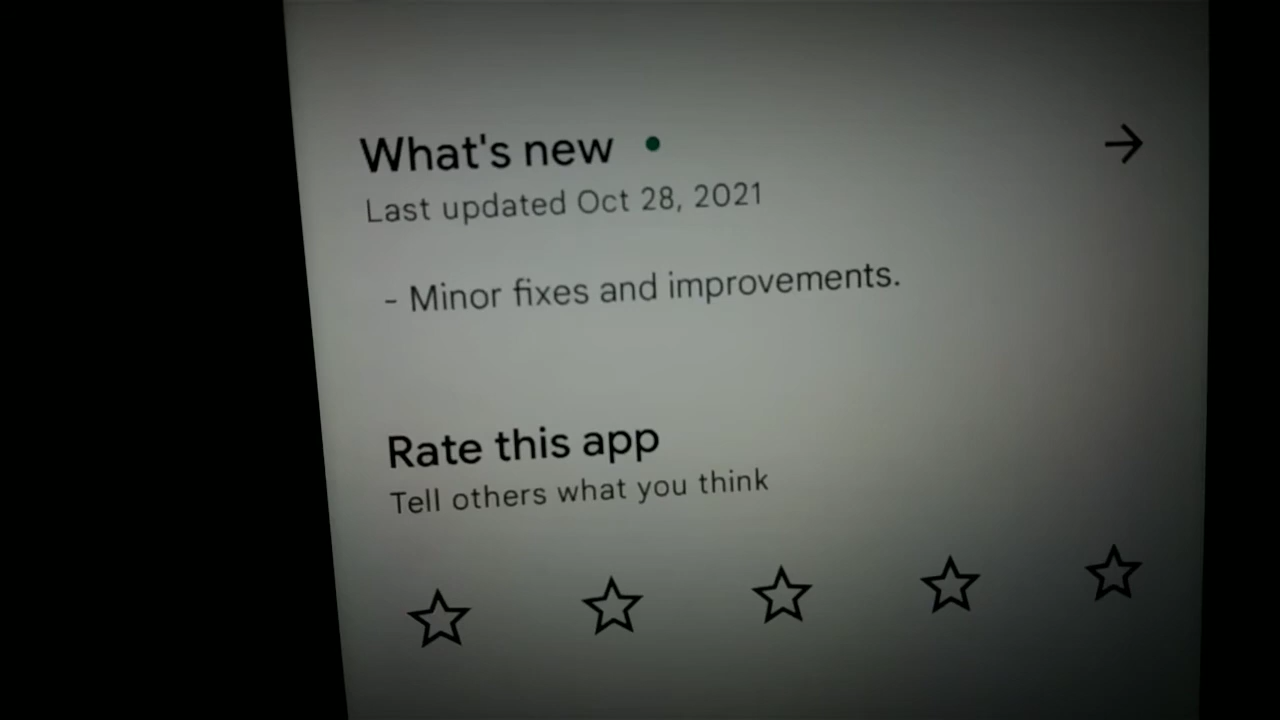 What's new
Last updated Oct 28, 2021
- Minor fixes and improvements.
Rate this app
Tell others what you think